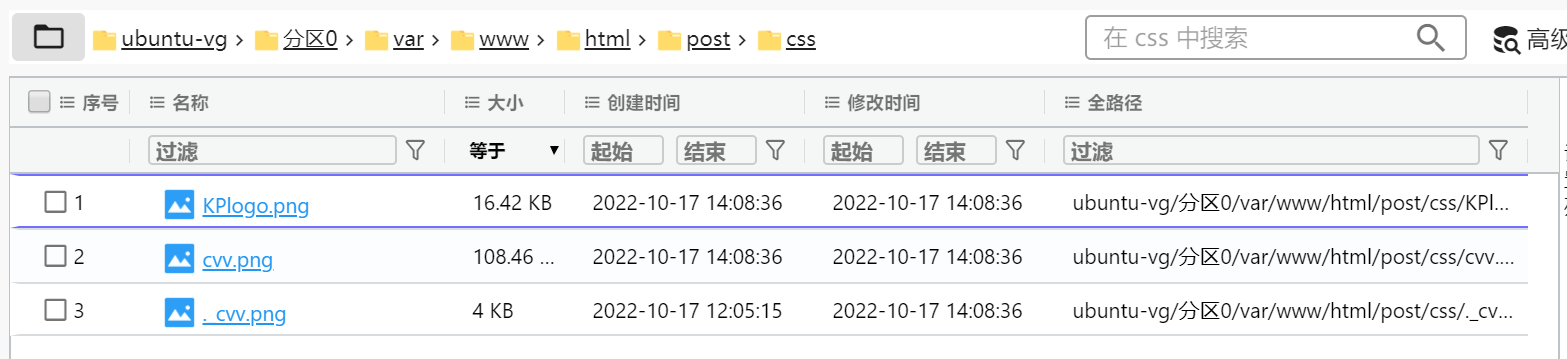 ubuntu-vg > 分区0 > var > www > html > post > css > 在 css 中搜索 高级
序号 名称 大小 创建时间 修改时间 全路径
过滤 等于 起始 结束 起始 结束 过滤
1 KPlogo.png 16.42 KB 2022-10-17 14:08:36 2022-10-17 14:08:36 ubuntu-vg/分区0/var/www/html/post/css/KPl...
2 cvv.png 108.46 ... 2022-10-17 14:08:36 2022-10-17 14:08:36 ubuntu-vg/分区0/var/www/html/post/css/cvv....
3 ._cvv.png 4 KB 2022-10-17 12:05:15 2022-10-17 14:08:36 ubuntu-vg/分区0/var/www/html/post/css/._cv...